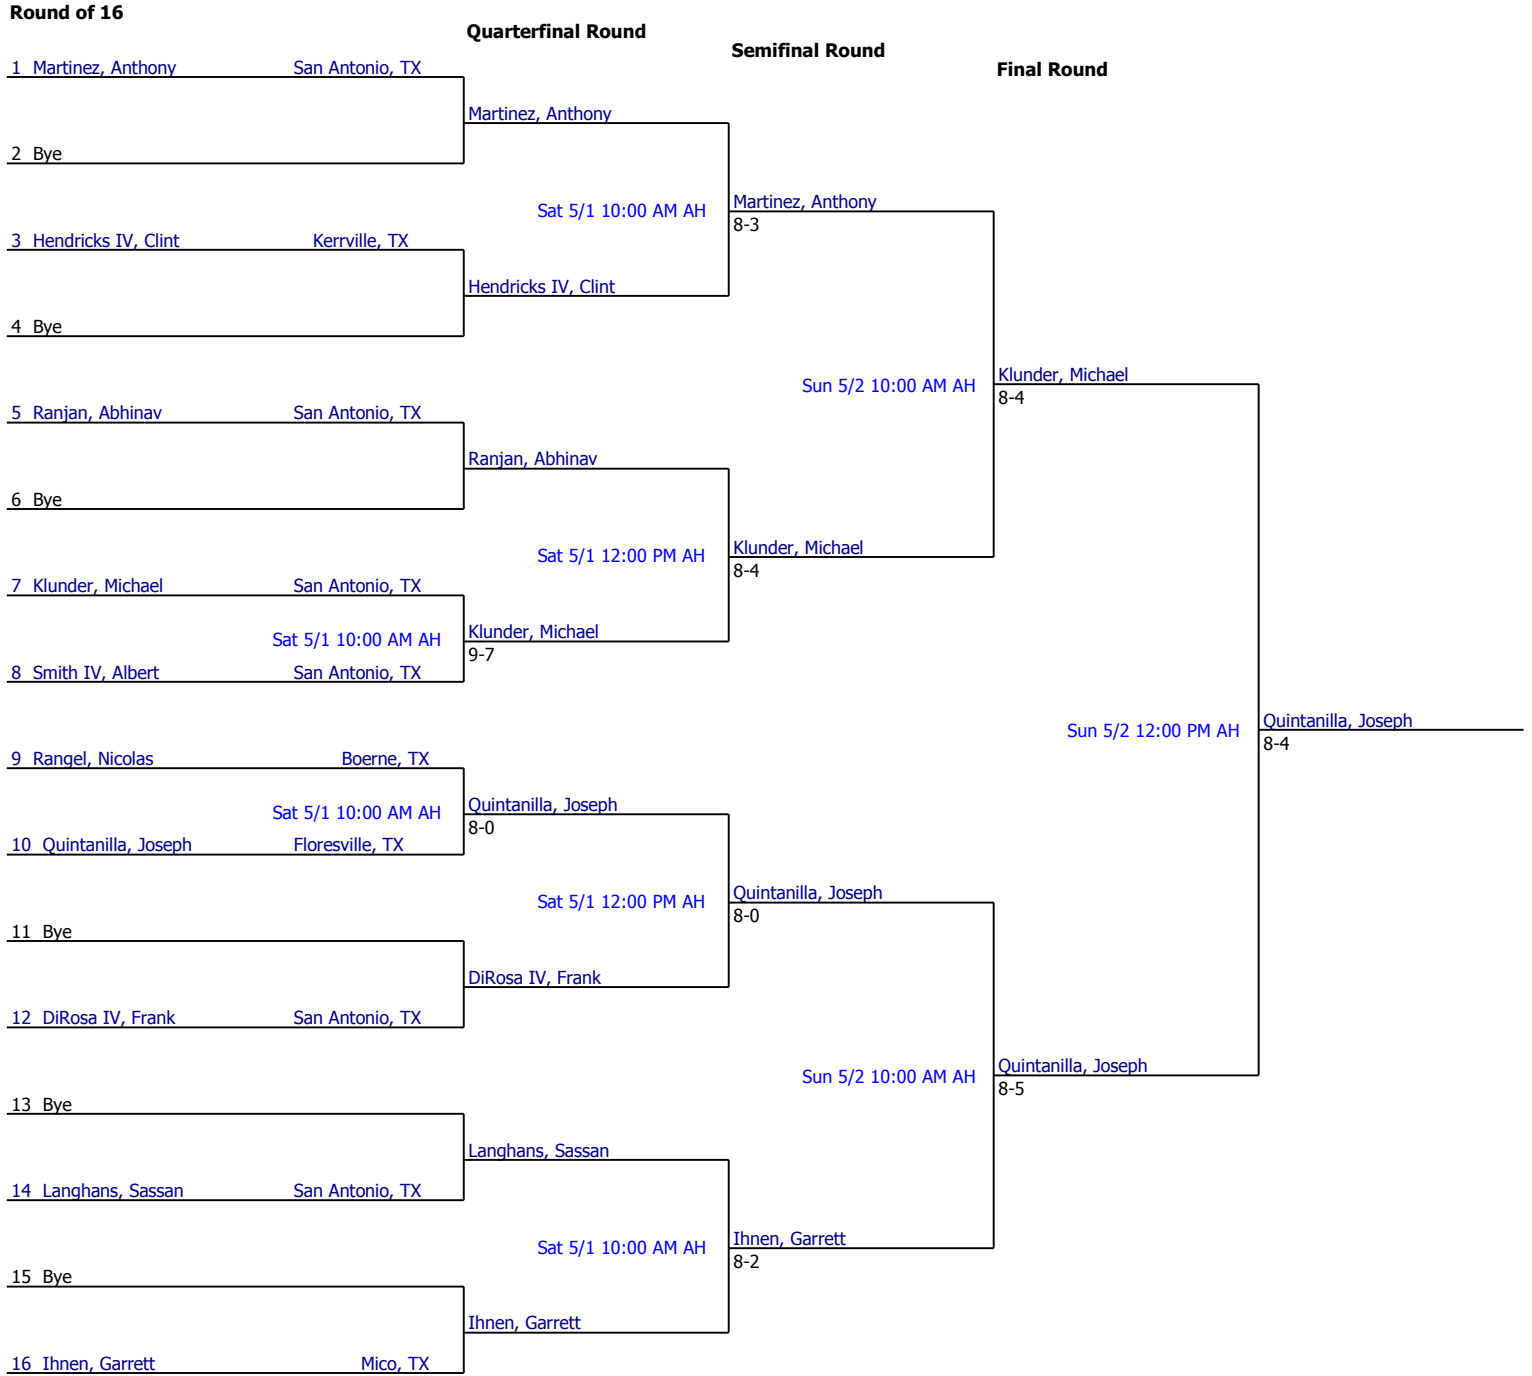 Round of 16
Quarterfinal Round
Semifinal Round
Final Round
1 Martinez, Anthony San Antonio, TX
Martinez, Anthony
2 Bye
Sat 5/1 10:00 AM AH
Martinez, Anthony
8-3
3 Hendricks IV, Clint Kerrville, TX
Hendricks IV, Clint
4 Bye
Sun 5/2 10:00 AM AH
Klunder, Michael
8-4
5 Ranjan, Abhinav San Antonio, TX
Ranjan, Abhinav
6 Bye
Sat 5/1 12:00 PM AH
Klunder, Michael
8-4
7 Klunder, Michael San Antonio, TX
Sat 5/1 10:00 AM AH
Klunder, Michael
9-7
8 Smith IV, Albert San Antonio, TX
Sun 5/2 12:00 PM AH
Quintanilla, Joseph
8-4
9 Rangel, Nicolas Boerne, TX
Sat 5/1 10:00 AM AH
Quintanilla, Joseph
8-0
10 Quintanilla, Joseph Floresville, TX
Sat 5/1 12:00 PM AH
Quintanilla, Joseph
8-0
11 Bye
DiRosa IV, Frank
12 DiRosa IV, Frank San Antonio, TX
Sun 5/2 10:00 AM AH
Quintanilla, Joseph
8-5
13 Bye
Langhans, Sassan
14 Langhans, Sassan San Antonio, TX
Sat 5/1 10:00 AM AH
Ihnen, Garrett
8-2
15 Bye
Ihnen, Garrett
16 Ihnen, Garrett Mico, TX